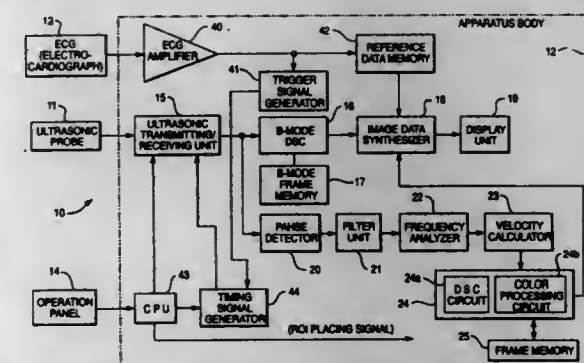 APPARATUS BODY
13
ECG
(ELECTRO-
CARDIOGRAPH)
40
ECG
AMPLIFIER
42
REFERENCE
DATA MEMORY
12
41
TRIGGER SIGNAL
GENERATOR
11
ULTRASONIC
PROBE
15
ULTRASONIC
TRANSMITTING/
RECEIVING UNIT
16
B-MODE
DSC
18
IMAGE DATA
SYNTHESIZER
19
DISPLAY
UNIT
B-MODE FRAME
MEMORY
17
10
PAHSE
DETECTOR
20
FILTER
UNIT
21
22
FREQUENCY
ANALYZER
23
VELOCITY
CALCULATOR
14
OPERATION
PANEL
43
CPU
TIMING
SIGNAL
GENERATOR
44
24a
24
DSC
CIRCUIT
24b
COLOR
PROCESSING
CIRCUIT
(ROI PLACING SIGNAL)
FRAME MEMORY
25